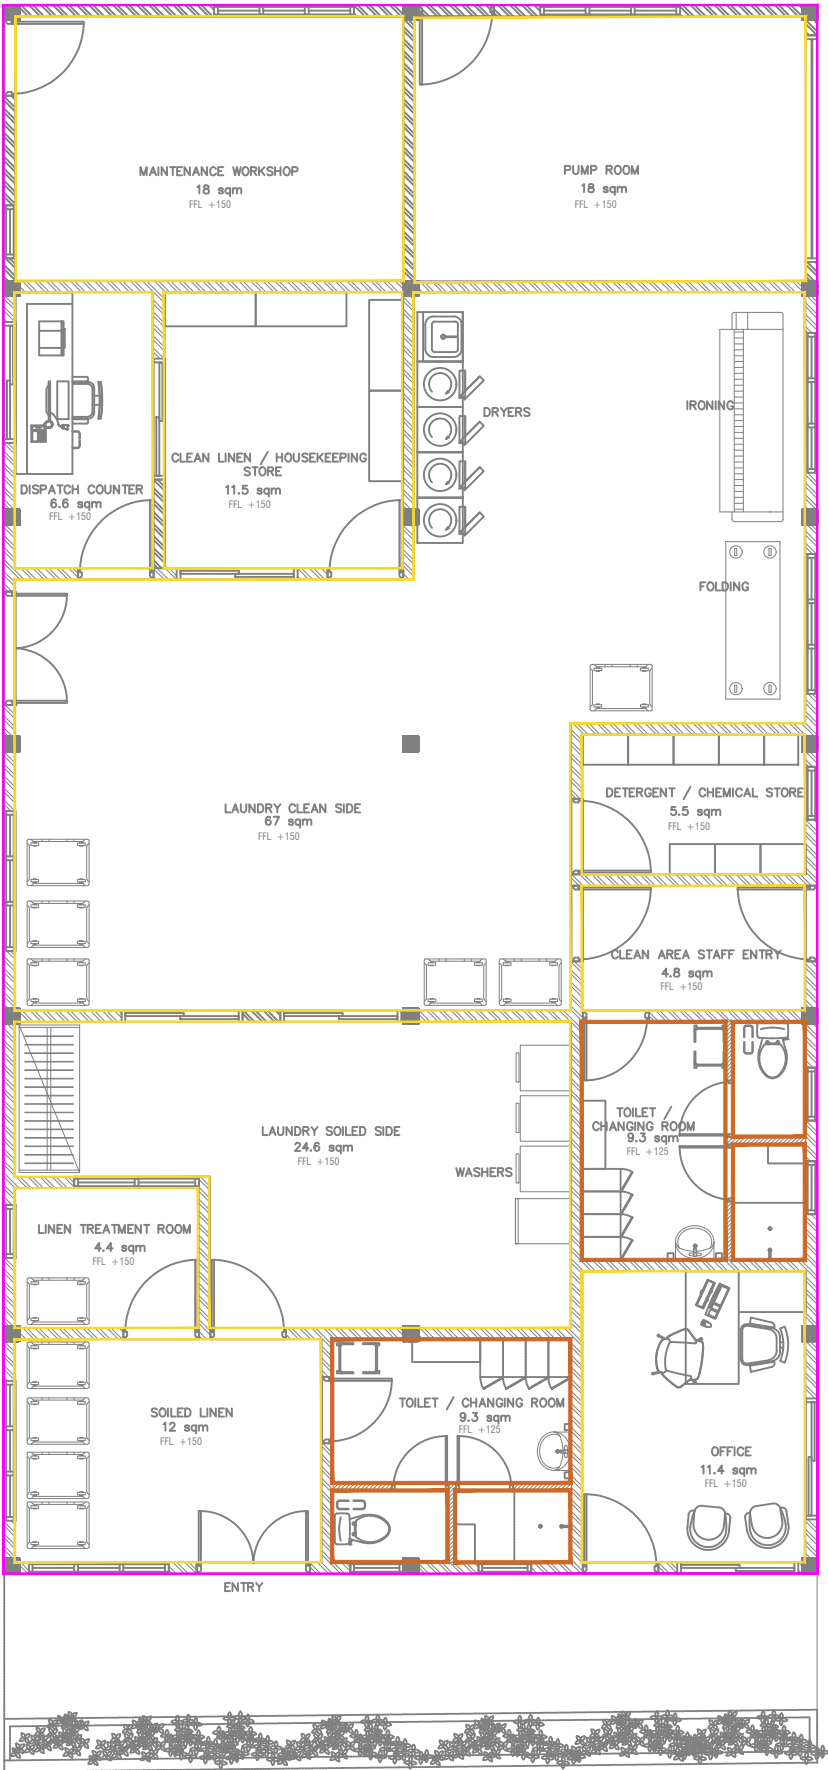 MAINTENANCE WORKSHOP
18 sqm
FFL +150
PUMP ROOM
18 sqm
FFL +150
DISPATCH COUNTER
6.6 sqm
FFL +150
CLEAN LINEN / HOUSEKEEPING
STORE
11.5 sqm
FFL +150
DRYERS
IRONING
FOLDING
LAUNDRY CLEAN SIDE
67 sqm
FFL +150
DETERGENT / CHEMICAL STORE
5.5 sqm
FFL +150
CLEAN AREA STAFF ENTRY
4.8 sqm
FFL +150
LAUNDRY SOILED SIDE
24.6 sqm
FFL +150
WASHERS
TOILET /
CHANGING ROOM
9.3 sqm
FFL +125
LINEN TREATMENT ROOM
4.4 sqm
FFL +150
SOILED LINEN
12 sqm
FFL +150
TOILET / CHANGING ROOM
9.3 sqm
FFL +125
OFFICE
11.4 sqm
FFL +150
ENTRY